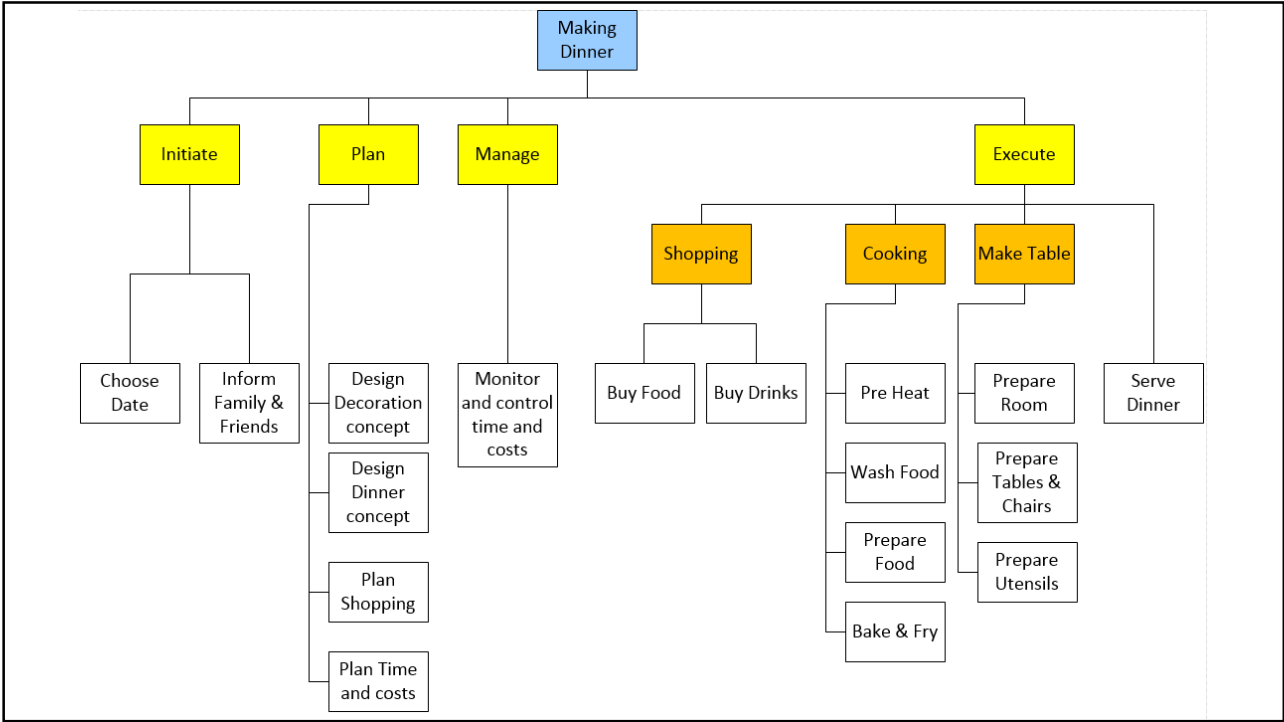 Making
Dinner
Initiate
Plan
Manage
Execute
Shopping
Cooking
Make Table
Choose
Date
Inform
Family &
Friends
Design
Decoration
concept
Design
Dinner
concept
Plan
Shopping
Plan Time
and costs
Monitor
and control
time and
costs
Buy Food
Buy Drinks
Pre Heat
Wash Food
Prepare
Food
Bake & Fry
Prepare
Room
Prepare
Tables &
Chairs
Prepare
Utensils
Serve
Dinner